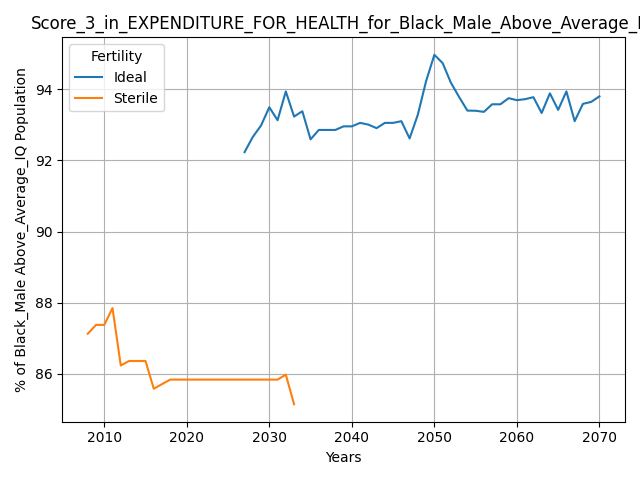 Score_3_in_EXPENDITURE_FOR_HEALTH_for_Black_Male_Above_Average_
Fertility
Ideal
Sterile
% of Black_Male Above_Average_IQ Population
94
92
90
88
86
2010 2020 2030 2040 2050 2060 2070
Years